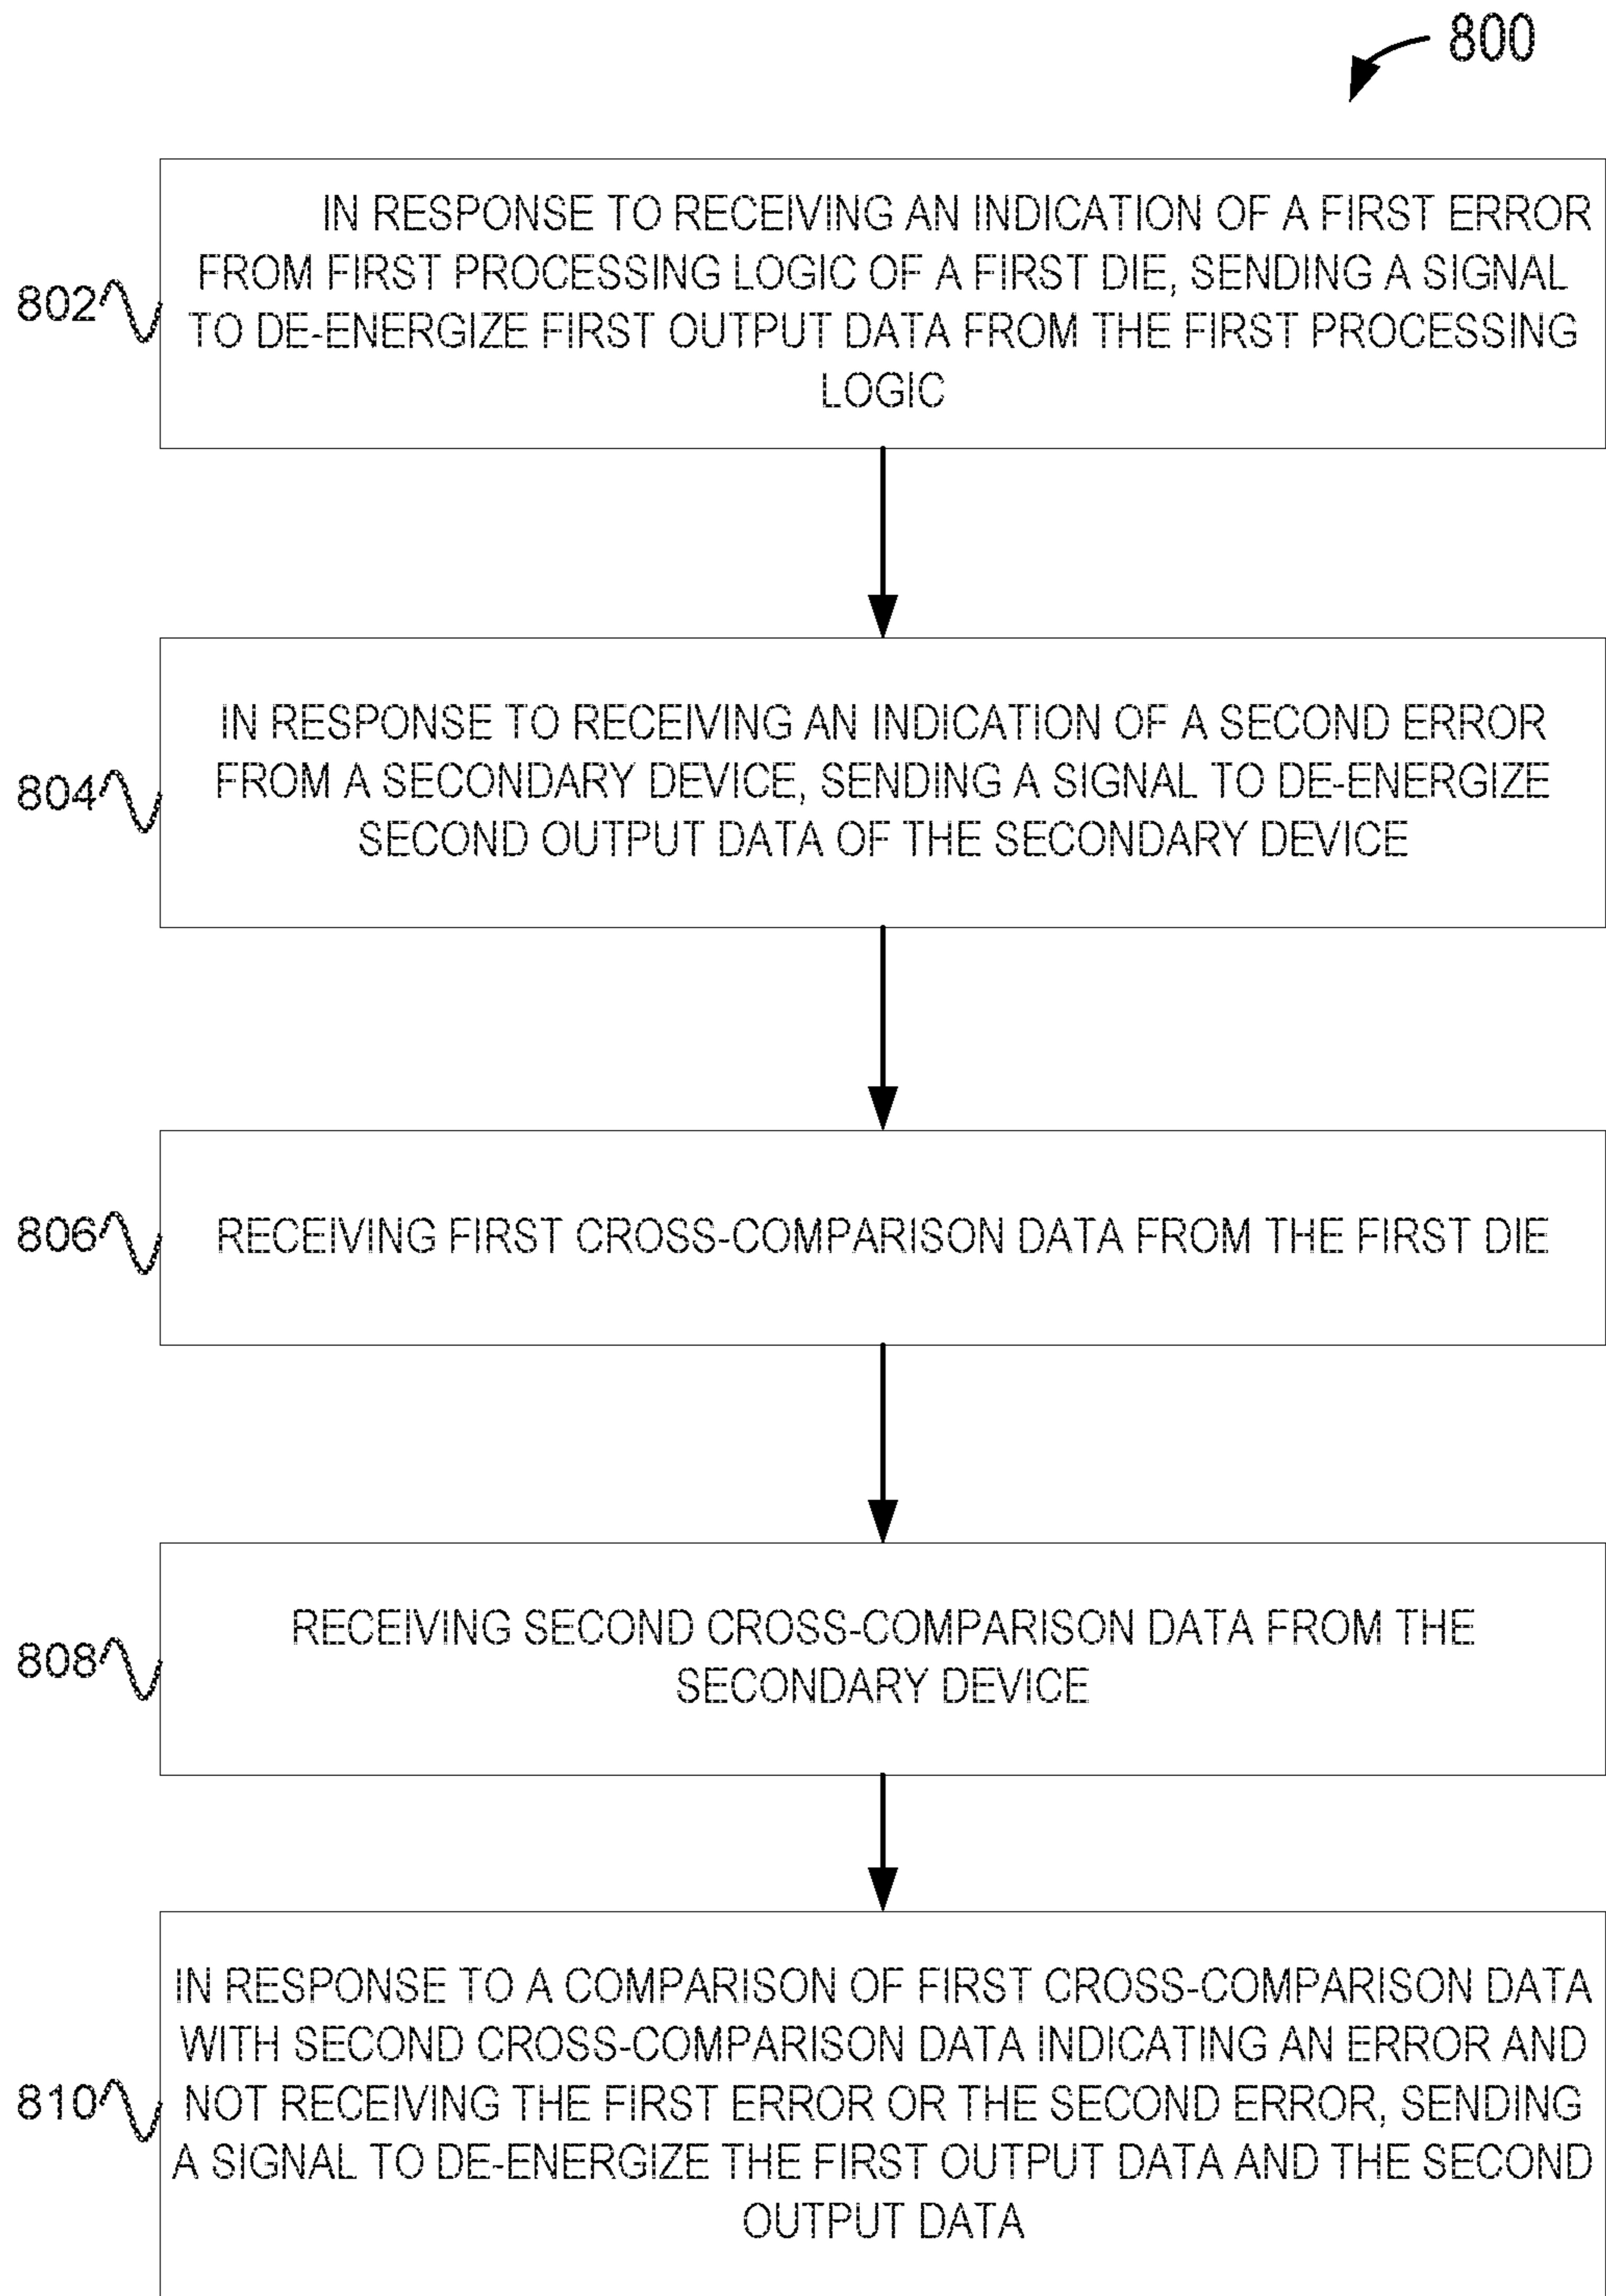 800
802
IN RESPONSE TO RECEIVING AN INDICATION OF A FIRST ERROR
FROM FIRST PROCESSING LOGIC OF A FIRST DIE, SENDING A SIGNAL
TO DE-ENERGIZE FIRST OUTPUT DATA FROM THE FIRST PROCESSING
LOGIC
804
IN RESPONSE TO RECEIVING AN INDICATION OF A SECOND ERROR
FROM A SECONDARY DEVICE, SENDING A SIGNAL TO DE-ENERGIZE
SECOND OUTPUT DATA OF THE SECONDARY DEVICE
806
RECEIVING FIRST CROSS-COMPARISON DATA FROM THE FIRST DIE
808
RECEIVING SECOND CROSS-COMPARISON DATA FROM THE
SECONDARY DEVICE
810
IN RESPONSE TO A COMPARISON OF FIRST CROSS-COMPARISON DATA
WITH SECOND CROSS-COMPARISON DATA INDICATING AN ERROR AND
NOT RECEIVING THE FIRST ERROR OR THE SECOND ERROR, SENDING
A SIGNAL TO DE-ENERGIZE THE FIRST OUTPUT DATA AND THE SECOND
OUTPUT DATA